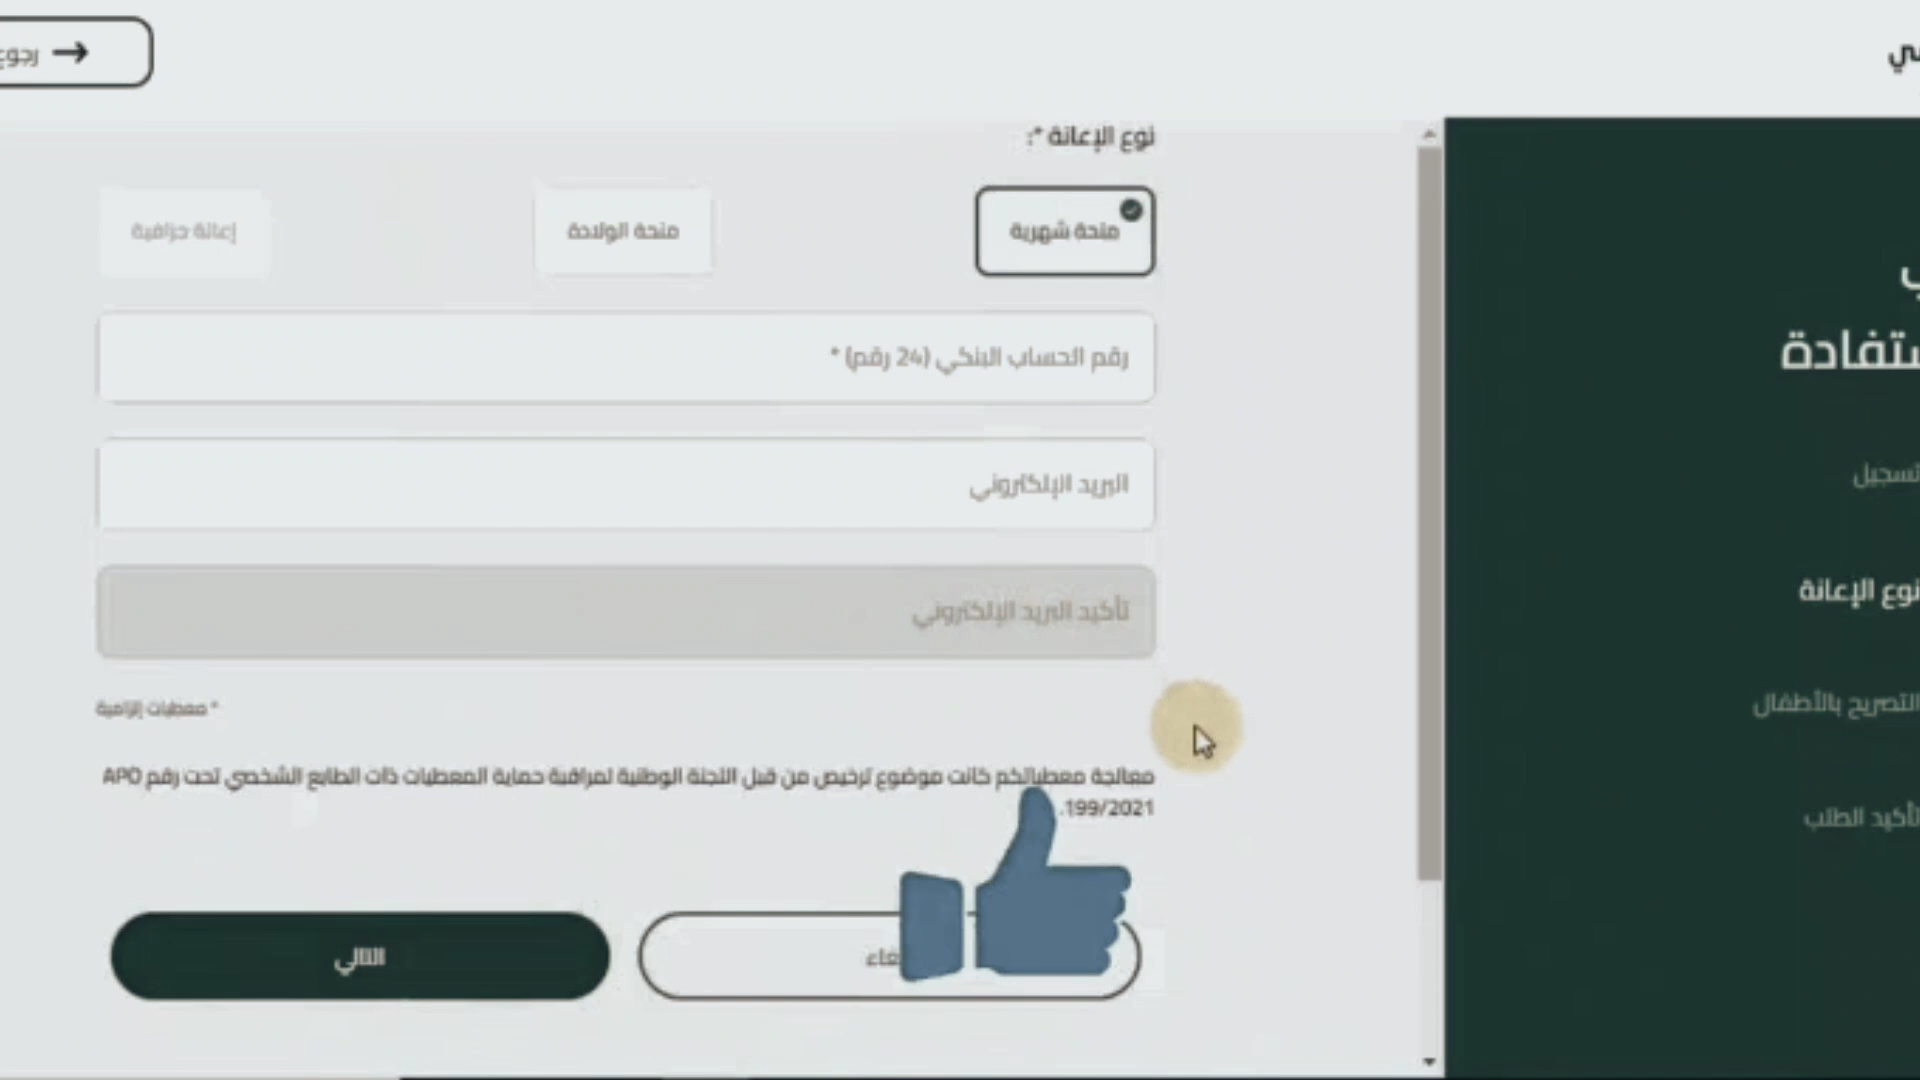 رجوع
نوع الإعانة *:
منحة شهرية
منحة الولادة
إعانة جزافية
رقم الحساب البنكي (24 رقم) *
البريد الإلكتروني
تأكيد البريد الإلكتروني
* معطيات إلزامية
معالجة معطياتكم كانت موضوع ترخيص من قبل اللجنة الوطنية لمراقبة حماية المعطيات ذات الطابع الشخصي تحت رقم APO
199/2021.
التالي
تسجيل
نوع الإعانة
التصريح بالأطفال
تأكيد الطلب